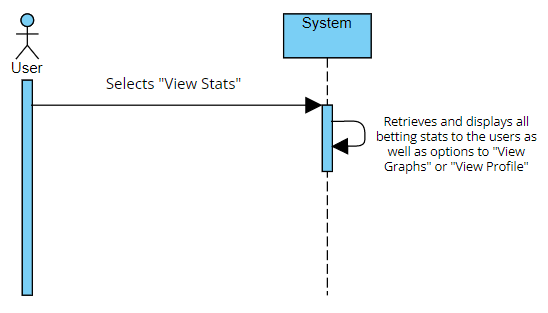 System
User
Selects "View Stats"
Retrieves and displays all
betting stats to the users as
well as options to "View
Graphs" or "View Profile"